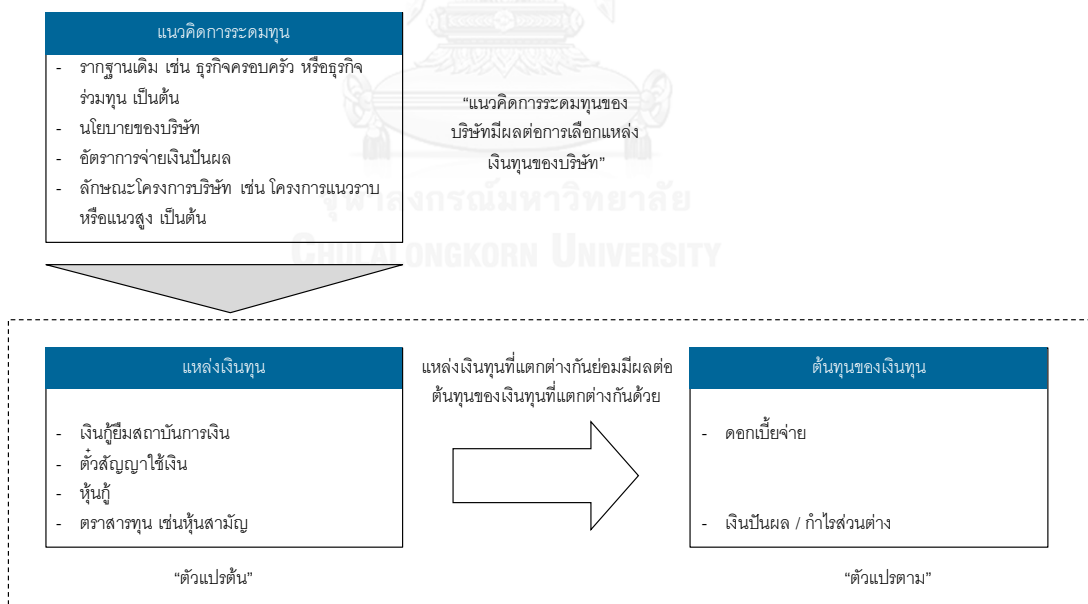 แนวคิดการระดมทุน
- รากฐานเดิม เช่น ธุรกิจครอบครัว หรือธุรกิจ
ร่วมทุน เป็นต้น
- นโยบายของบริษัท
- อัตราการจ่ายเงินปันผล
- ลักษณะโครงการบริษัท เช่น โครงการแนวราบ
หรือแนวสูง เป็นต้น
“แนวคิดการระดมทุนของ
บริษัทมีผลต่อการเลือกแหล่ง
เงินทุนของบริษัท”
จุฬาลงกรณ์มหาวิทยาลัย
CHULALONGKORN UNIVERSITY
แหล่งเงินทุน
- เงินกู้ยืมสถาบันการเงิน
- ตั๋วสัญญาใช้เงิน
- หุ้นกู้
- ตราสารทุน เช่นหุ้นสามัญ
“ตัวแปรต้น”
แหล่งเงินทุนที่แตกต่างกันย่อมมีผลต่อ
ต้นทุนของเงินทุนที่แตกต่างกันด้วย
ต้นทุนของเงินทุน
- ดอกเบี้ยจ่าย
- เงินปันผล / กำไรส่วนต่าง
“ตัวแปรตาม”